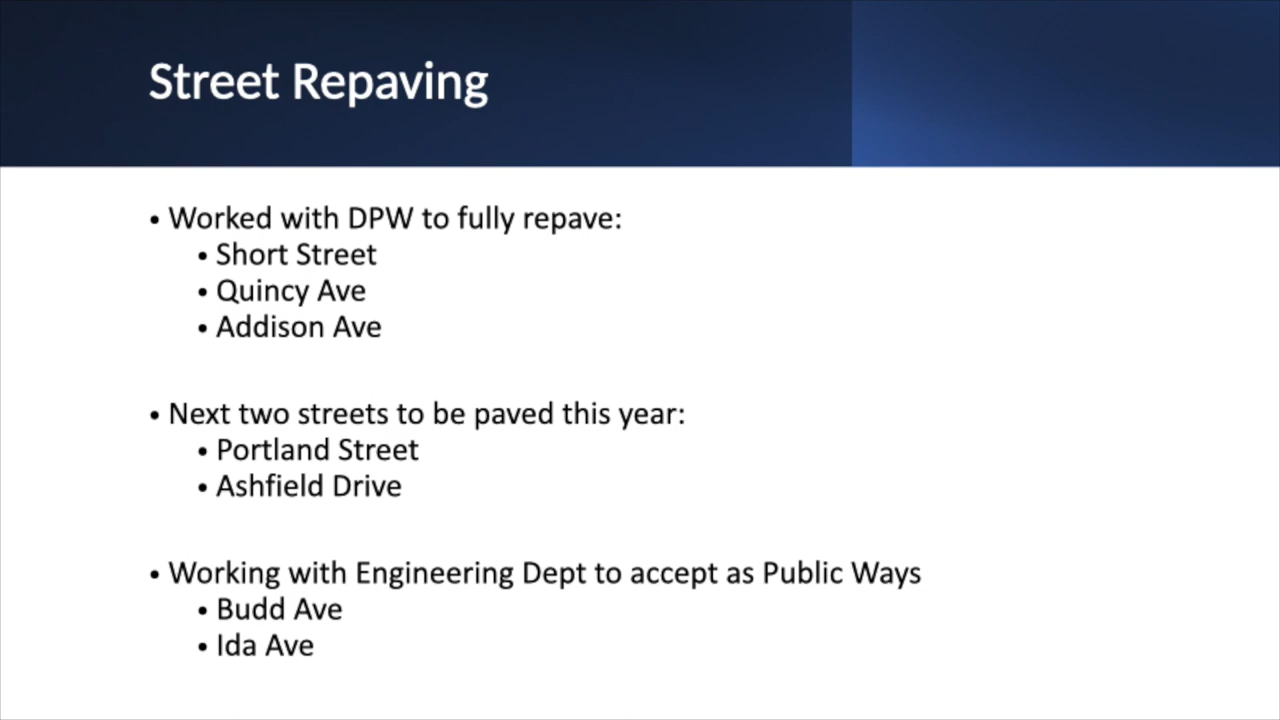 Street Repaving
• Worked with DPW to fully repave:
• Short Street
• Quincy Ave
• Addison Ave
• Next two streets to be paved this year:
• Portland Street
• Ashfield Drive
• Working with Engineering Dept to accept as Public Ways
• Budd Ave
• Ida Ave